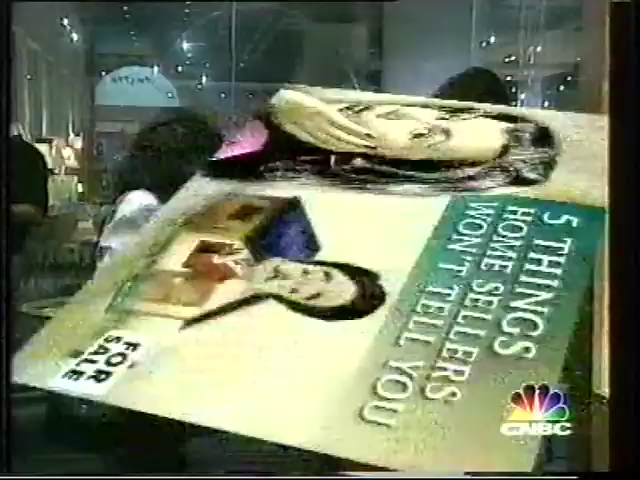 5 THINGS
HOME SELLERS
WON'T TELL YOU
FOR
SALE
CNBC